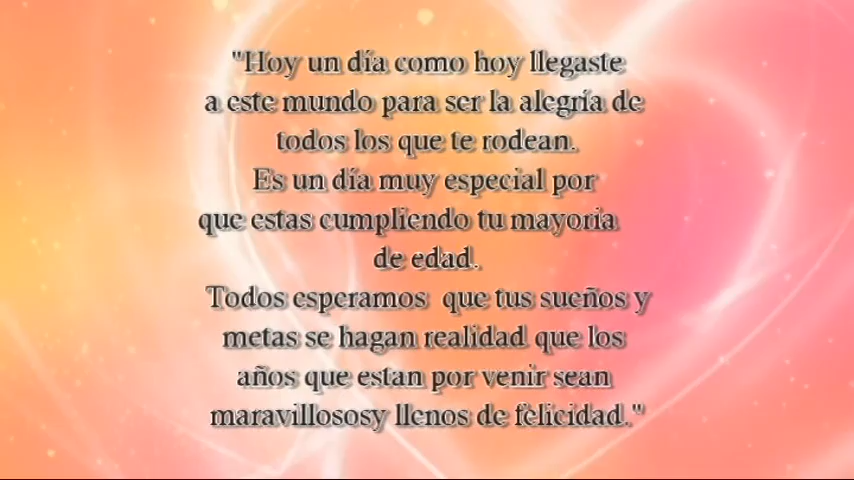 "Hoy un día como hoy llegaste
a este mundo para ser la alegría de
todos los que te rodean.
Es un día muy especial por
que estas cumpliendo tu mayoria
de edad.
Todos esperamos  que tus sueños y
metas se hagan realidad que los
años que estan por venir sean
maravillososy llenos de felicidad."